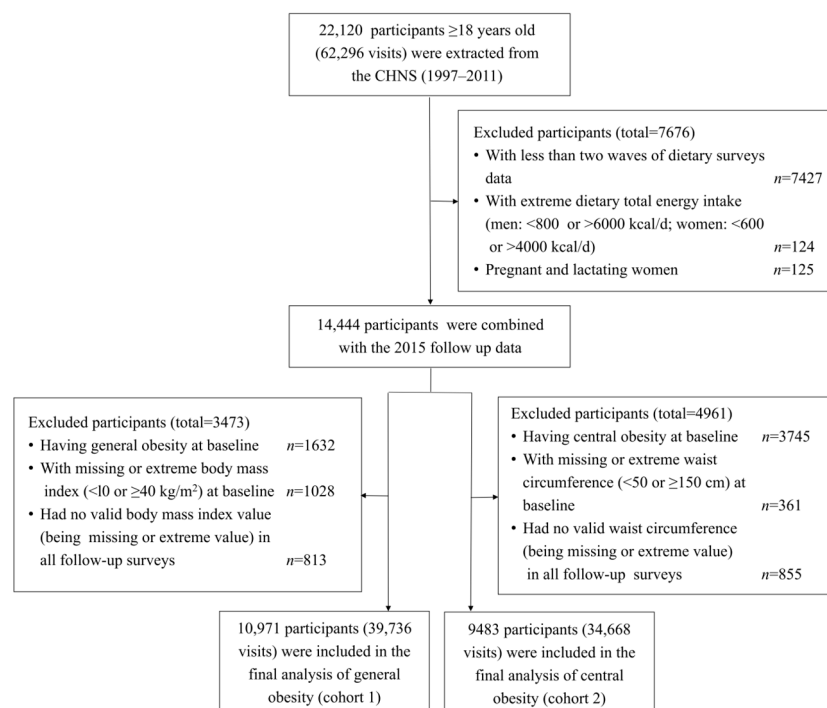 22,120 participants ≥18 years old
(62,296 visits) were extracted from
the CHNS (1997–2011)
Excluded participants (total=7676)
• With less than two waves of dietary surveys
data n=7427
• With extreme dietary total energy intake
(men: <800 or >6000 kcal/d; women: <600
or >4000 kcal/d) n=124
• Pregnant and lactating women n=125
14,444 participants were combined
with the 2015 follow up data
Excluded participants (total=3473)
• Having general obesity at baseline n=1632
• With missing or extreme body mass
index (<l0 or ≥40 kg/m²) at baseline n=1028
• Had no valid body mass index value
(being missing or extreme value) in
all follow-up surveys n=813
Excluded participants (total=4961)
• Having central obesity at baseline n=3745
• With missing or extreme waist
circumference (<50 or ≥150 cm) at
baseline n=361
• Had no valid waist circumference
(being missing or extreme value)
in all follow-up surveys n=855
10,971 participants (39,736
visits) were included in the
final analysis of general
obesity (cohort 1)
9483 participants (34,668
visits) were included in the
final analysis of central
obesity (cohort 2)